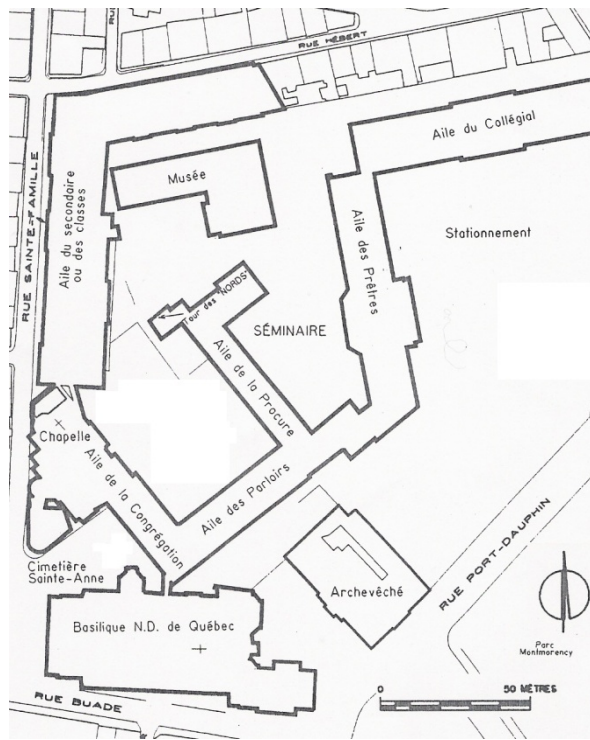 RUE HÉBERT
Aile du Collégial
Musée
RUE SAINTE-FAMILLE
Aile du secondaire
ou des classes
Aile des Prêtres
Stationnement
Tour des "NORDS"
SÉMINAIRE
Aile de la Procure
Chapelle
Aile de la Congrégation
Aile des Parloirs
RUE PORT-DAUPHIN
Cimetière
Sainte-Anne
Archevêché
Basilique N.D. de Québec
Parc
Montmorency
RUE BUADE
0
50 MÈTRES